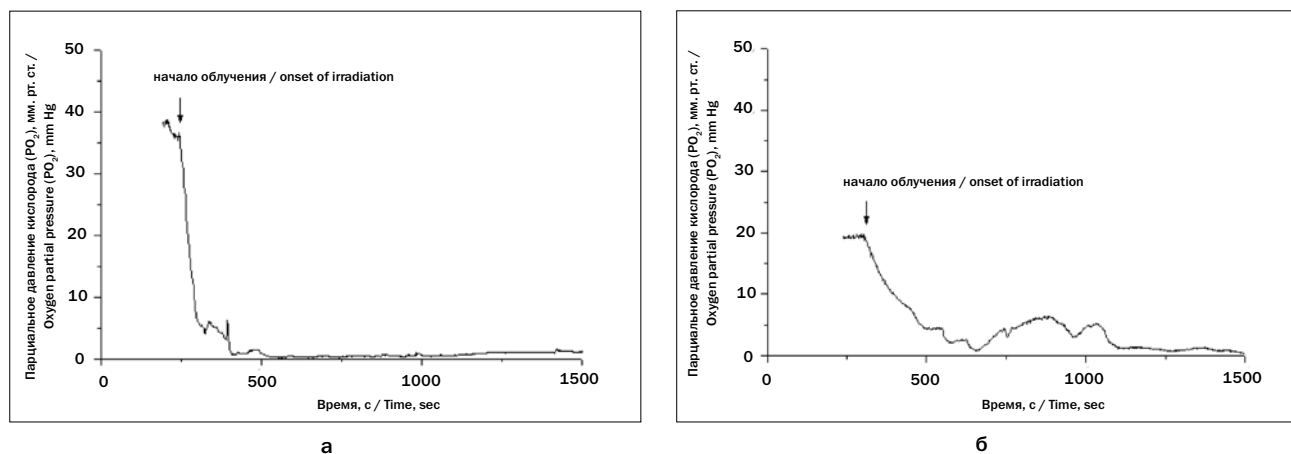 Парциальное давление кислорода (PO₂), мм. рт. ст. /
Oxygen partial pressure (PO₂), mm Hg
50
40
30
20
10
0
начало облучения / onset of irradiation
0
500
1000
1500
Время, с / Time, sec
а
Парциальное давление кислорода (PO₂), мм. рт. ст. /
Oxygen partial pressure (PO₂), mm Hg
50
40
30
20
10
0
начало облучения / onset of irradiation
0
500
1000
1500
Время, с / Time, sec
б